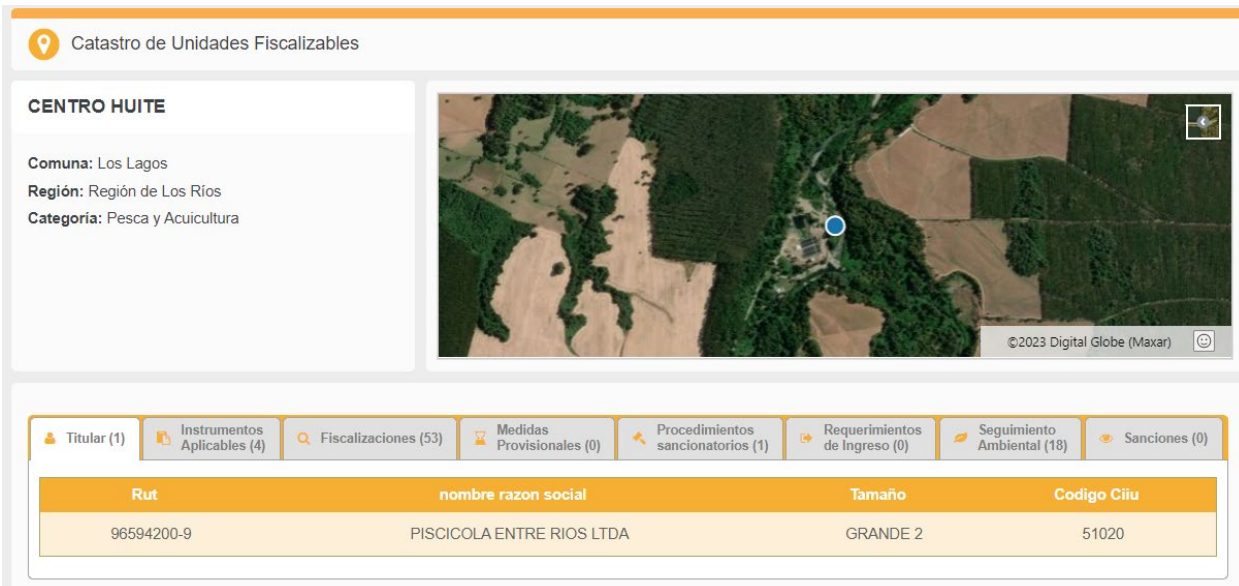 Catastro de Unidades Fiscalizables
CENTRO HUITE
Comuna: Los Lagos
Región: Región de Los Ríos
Categoría: Pesca y Acuicultura
©2023 Digital Globe (Maxar)
Titular (1)
Instrumentos
Aplicables (4)
Fiscalizaciones (53)
Medidas
Provisionales (0)
Procedimientos
sancionatorios (1)
Requerimientos
de Ingreso (0)
Seguimiento
Ambiental (18)
Sanciones (0)
Rut nombre razon social Tamaño Codigo Ciiu
96594200-9 PISCICOLA ENTRE RIOS LTDA GRANDE 2 51020